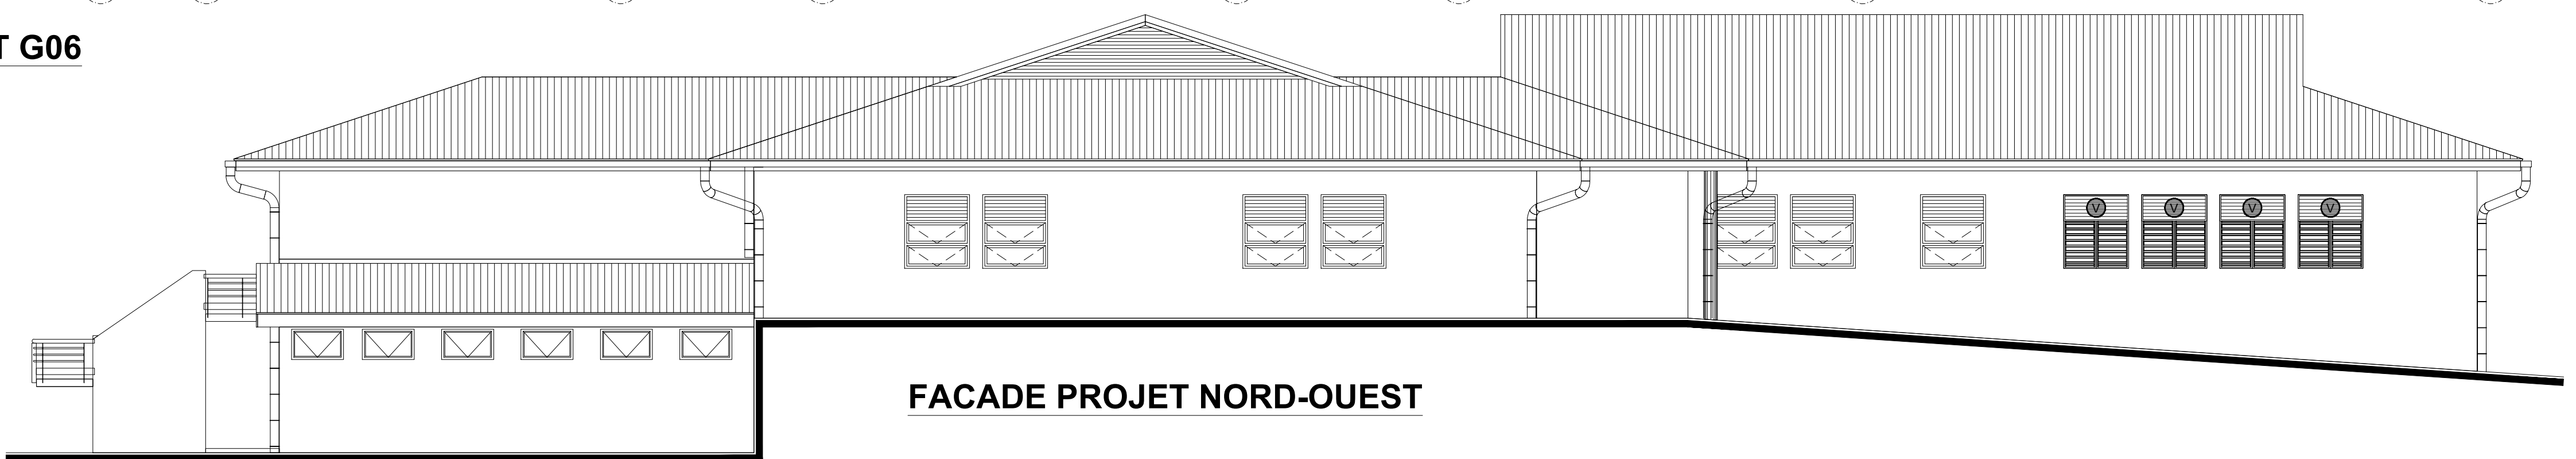 T G06
V V V V
FACADE PROJET NORD-OUEST